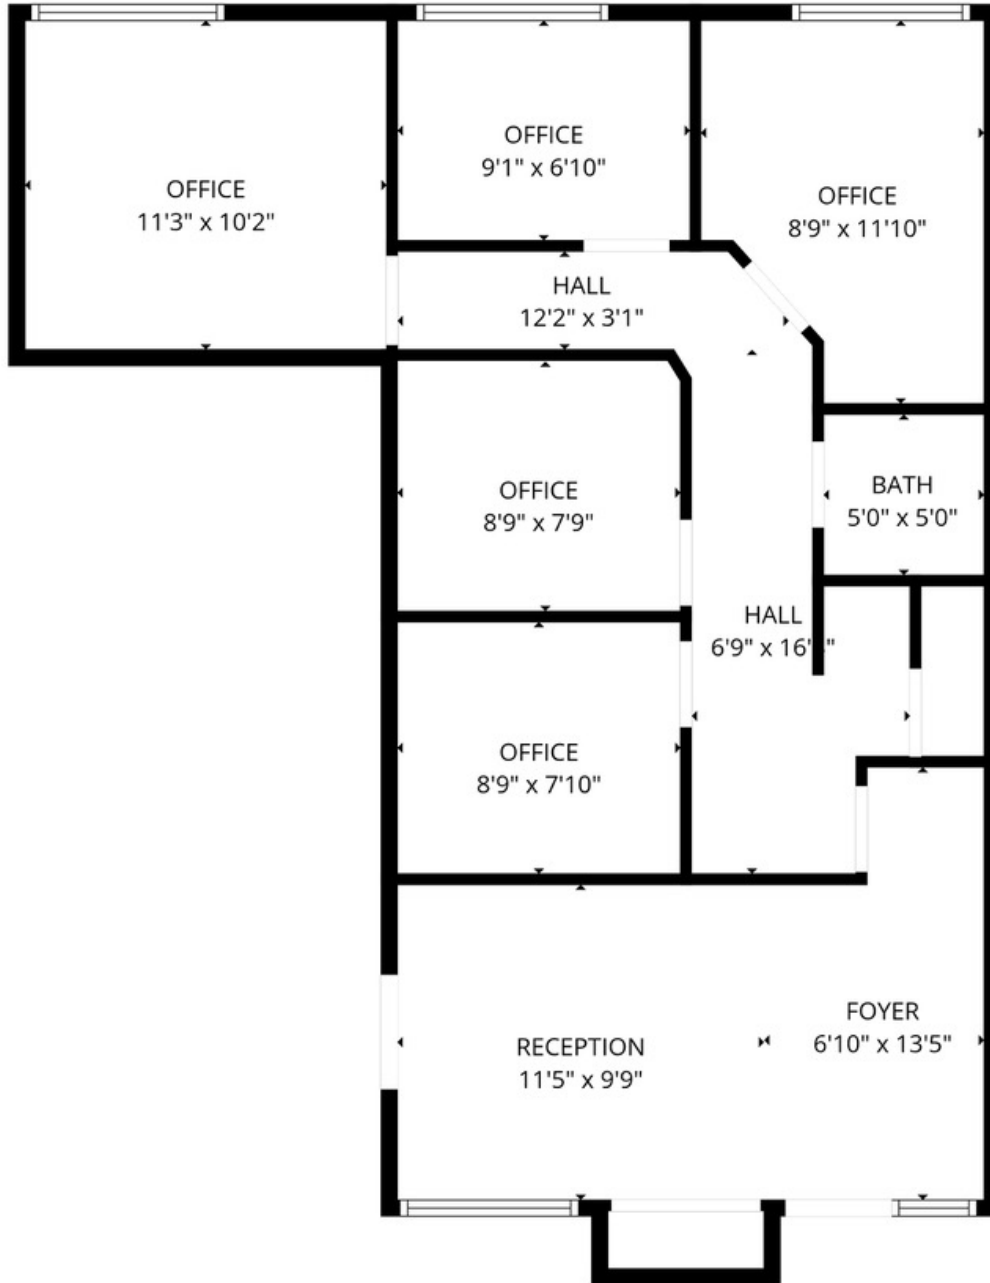 OFFICE
11'3" x 10'2"
OFFICE
9'1" x 6'10"
OFFICE
8'9" x 11'10"
HALL
12'2" x 3'1"
OFFICE
8'9" x 7'9"
BATH
5'0" x 5'0"
HALL
6'9" x
OFFICE
8'9" x 7'10"
RECEPTION
11'5" x 9'9"
FOYER
6'10" x 13'5"